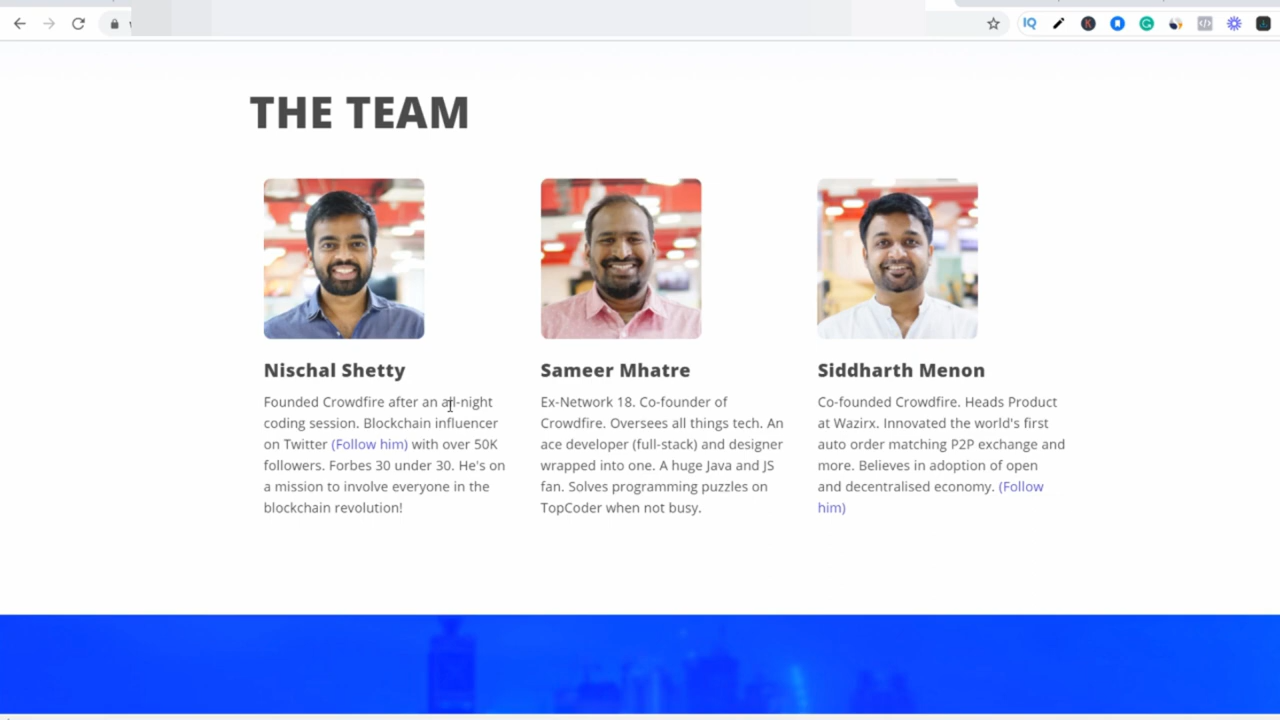 THE TEAM
Nischal Shetty
Founded Crowdfire after an all-night
coding session. Blockchain influencer
on Twitter (Follow him) with over 50K
followers. Forbes 30 under 30. He's on
a mission to involve everyone in the
blockchain revolution!
Sameer Mhatre
Ex-Network 18. Co-founder of
Crowdfire. Oversees all things tech. An
ace developer (full-stack) and designer
wrapped into one. A huge Java and JS
fan. Solves programming puzzles on
TopCoder when not busy.
Siddharth Menon
Co-founded Crowdfire. Heads Product
at Wazirx. Innovated the world's first
auto order matching P2P exchange and
more. Believes in adoption of open
and decentralised economy. (Follow
him)
IQ